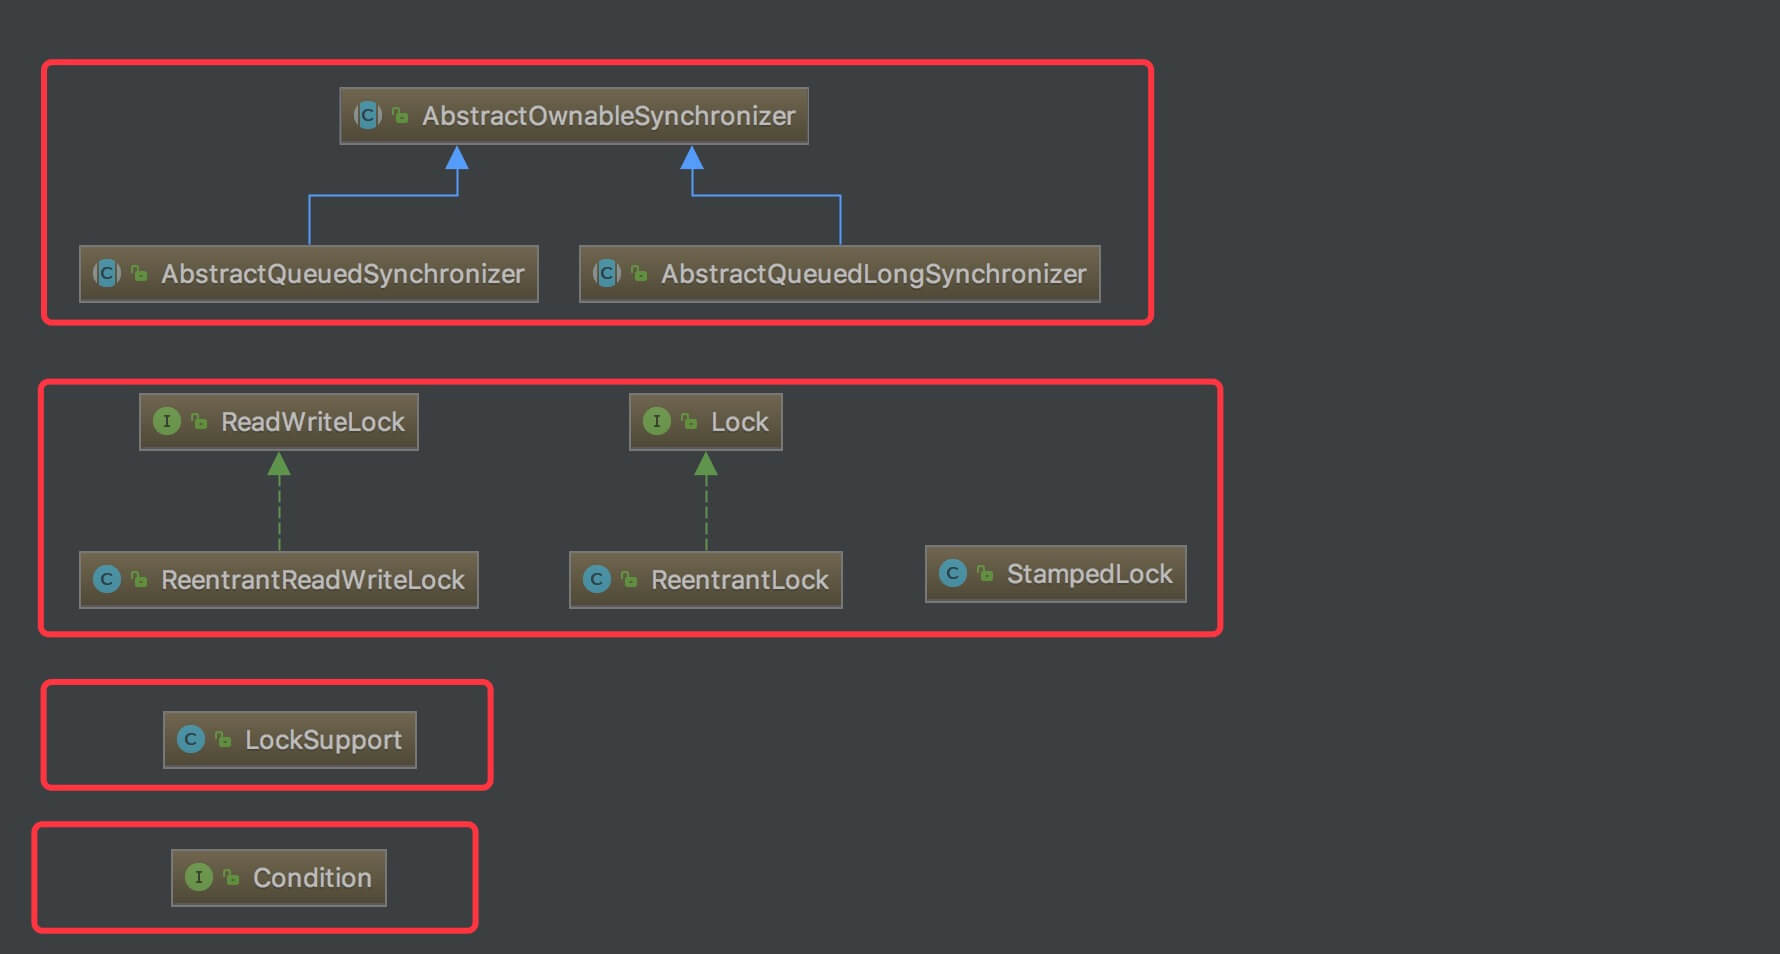 AbstractOwnableSynchronizer
AbstractQueuedSynchronizer
AbstractQueuedLongSynchronizer
ReadWriteLock
Lock
ReentrantReadWriteLock
ReentrantLock
StampedLock
LockSupport
Condition